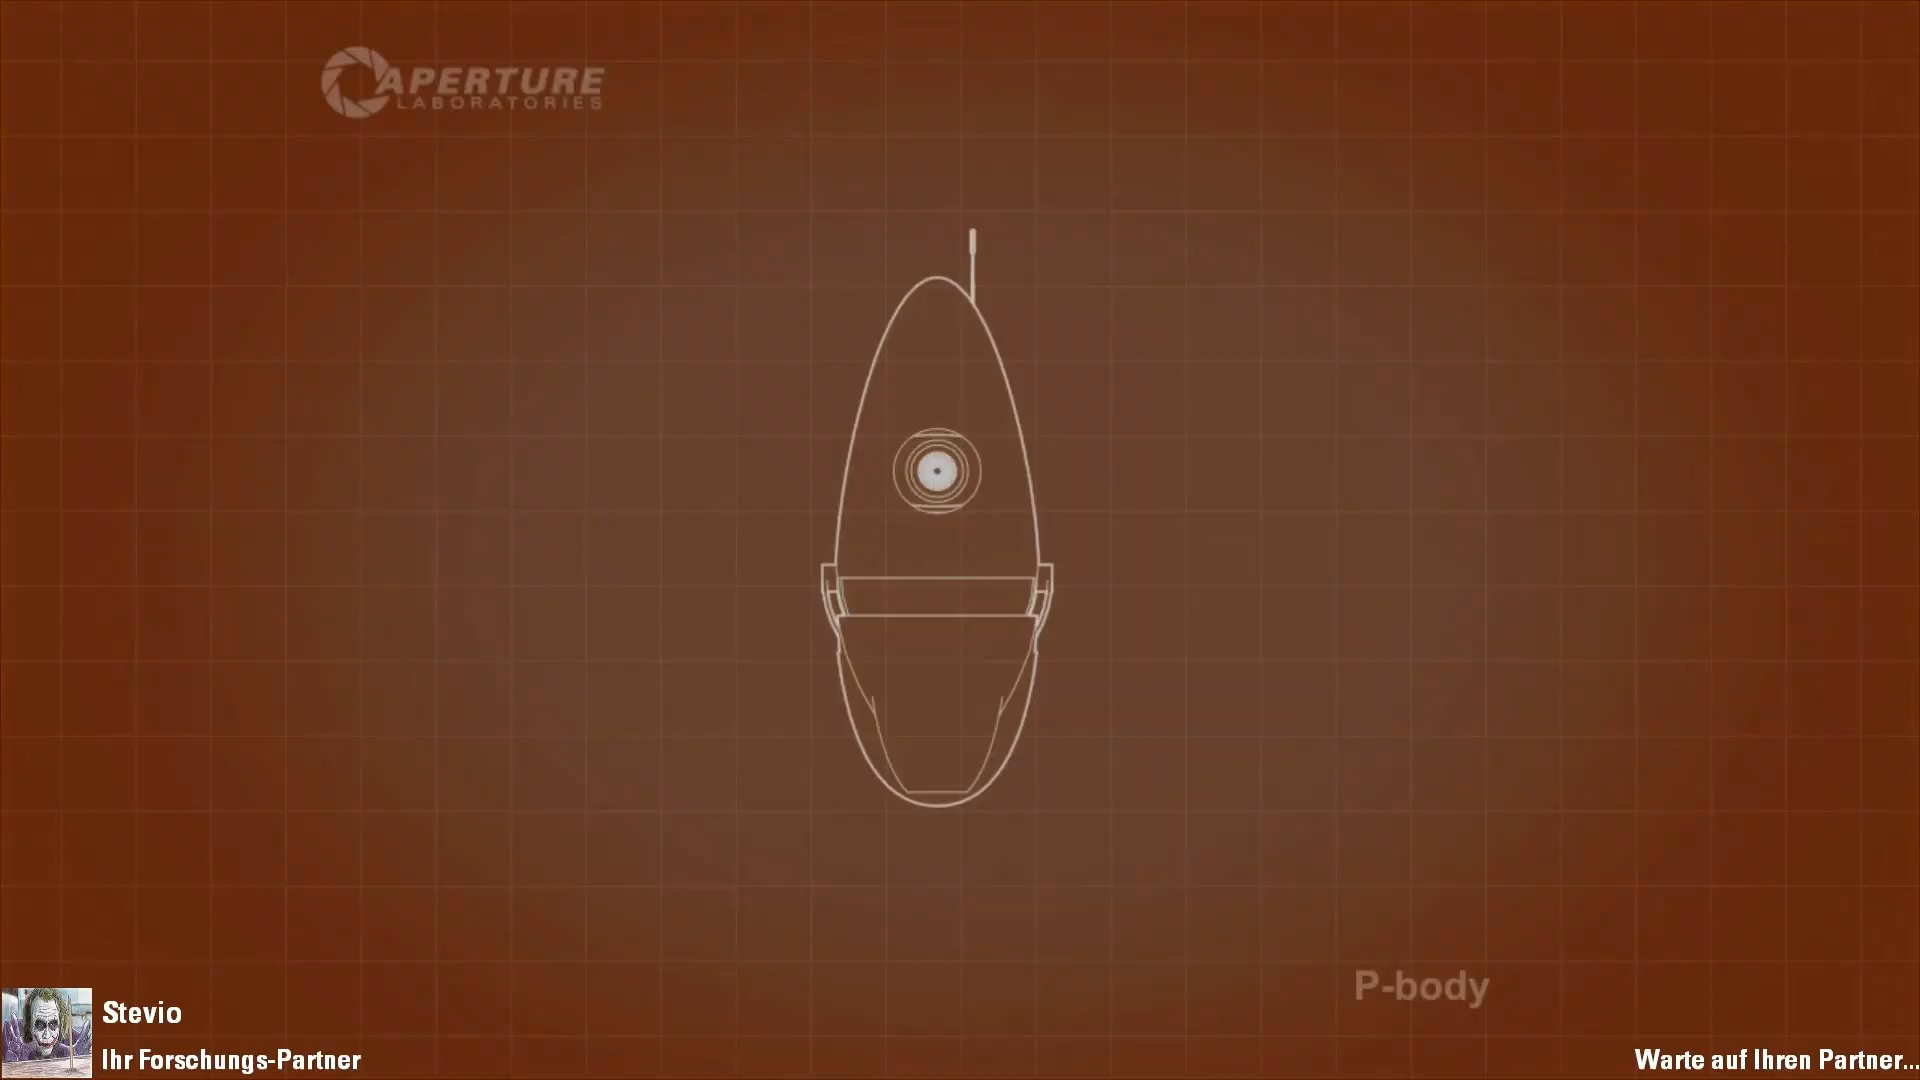 APERTURE
LABORATORIES
P-body
Stevio
Ihr Forschungs-Partner
Warte auf Ihren Partner...